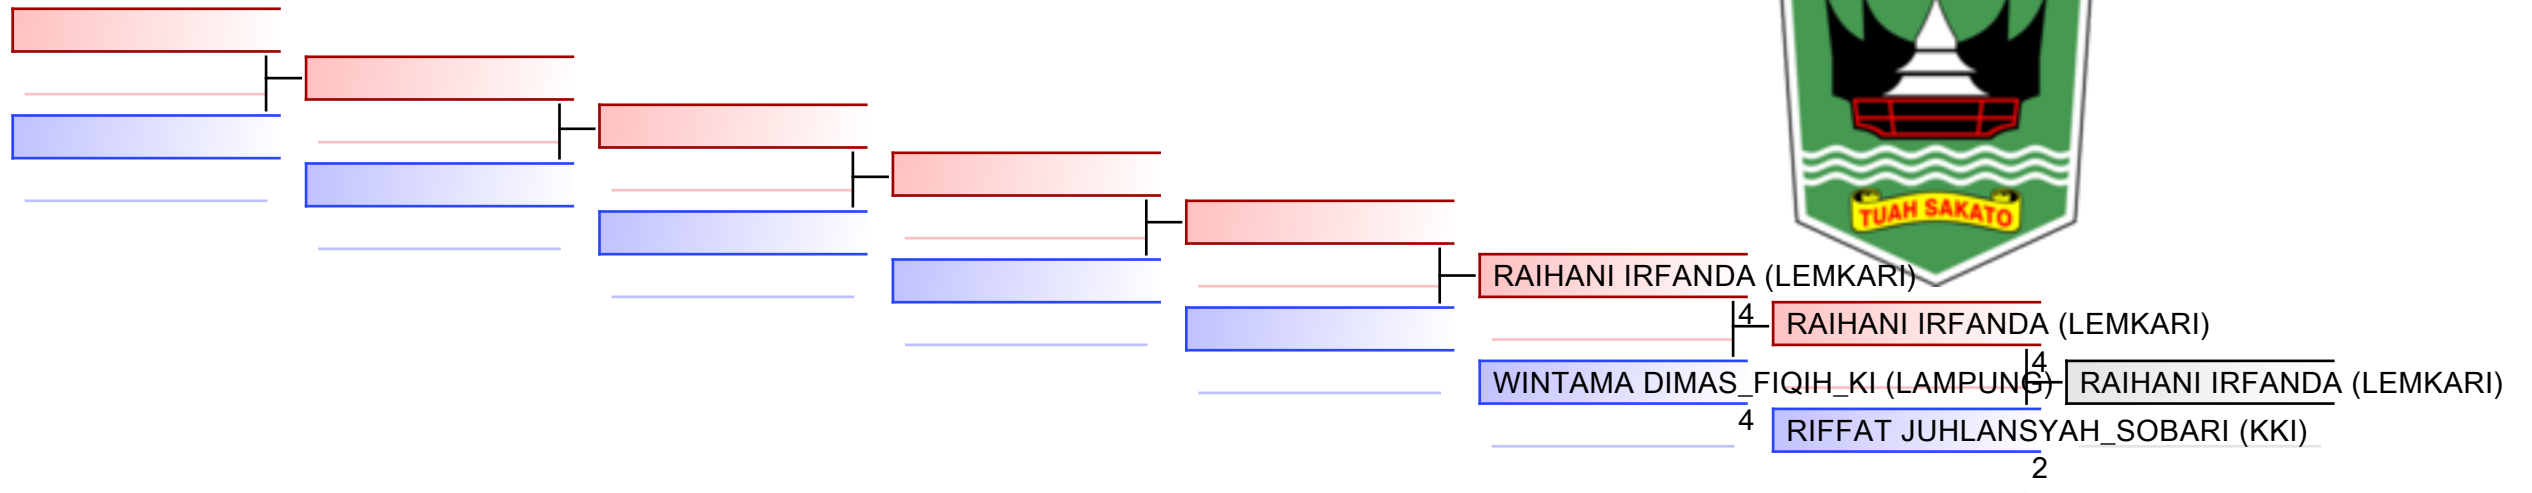 TUAH SAKATO
RAIHANI IRFANDA (LEMKARI)
4
RAIHANI IRFANDA (LEMKARI)
4
WINTAMA DIMAS_FIQIH_KI (LAMPUNG)
RAIHANI IRFANDA (LEMKARI)
4
RIFFAT JUHLANSYAH_SOBARI (KKI)
2